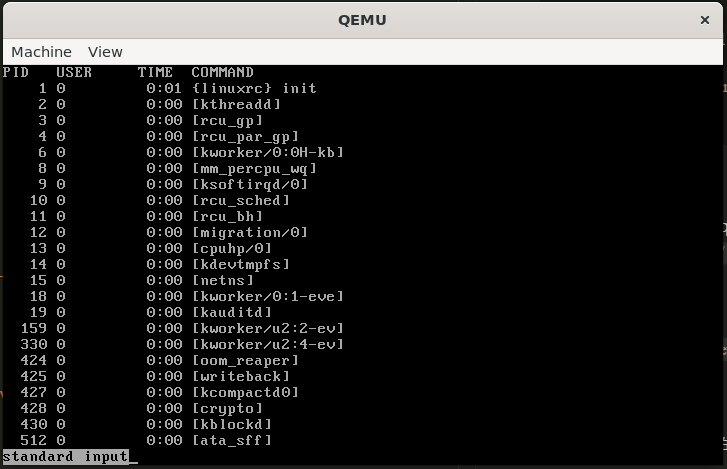 QEMU
Machine View
PID USER TIME COMMAND
1 0 0:01 {linuxrc} init
2 0 0:00 [kthreadd]
3 0 0:00 [rcu_gp]
4 0 0:00 [rcu_par_gp]
6 0 0:00 [kworker/0:0H-kb]
8 0 0:00 [mm_percpu_wq]
9 0 0:00 [ksoftirqd/0]
10 0 0:00 [rcu_sched]
11 0 0:00 [rcu_bh]
12 0 0:00 [migration/0]
13 0 0:00 [cpuhp/0]
14 0 0:00 [kdevtmpfs]
15 0 0:00 [netns]
18 0 0:00 [kworker/0:1-eve]
19 0 0:00 [kauditd]
159 0 0:00 [kworker/u2:2-ev]
330 0 0:00 [kworker/u2:4-ev]
424 0 0:00 [oom_reaper]
425 0 0:00 [writeback]
427 0 0:00 [kcompactd0]
428 0 0:00 [crypto]
430 0 0:00 [kblockd]
512 0 0:00 [ata_sff]
standard input